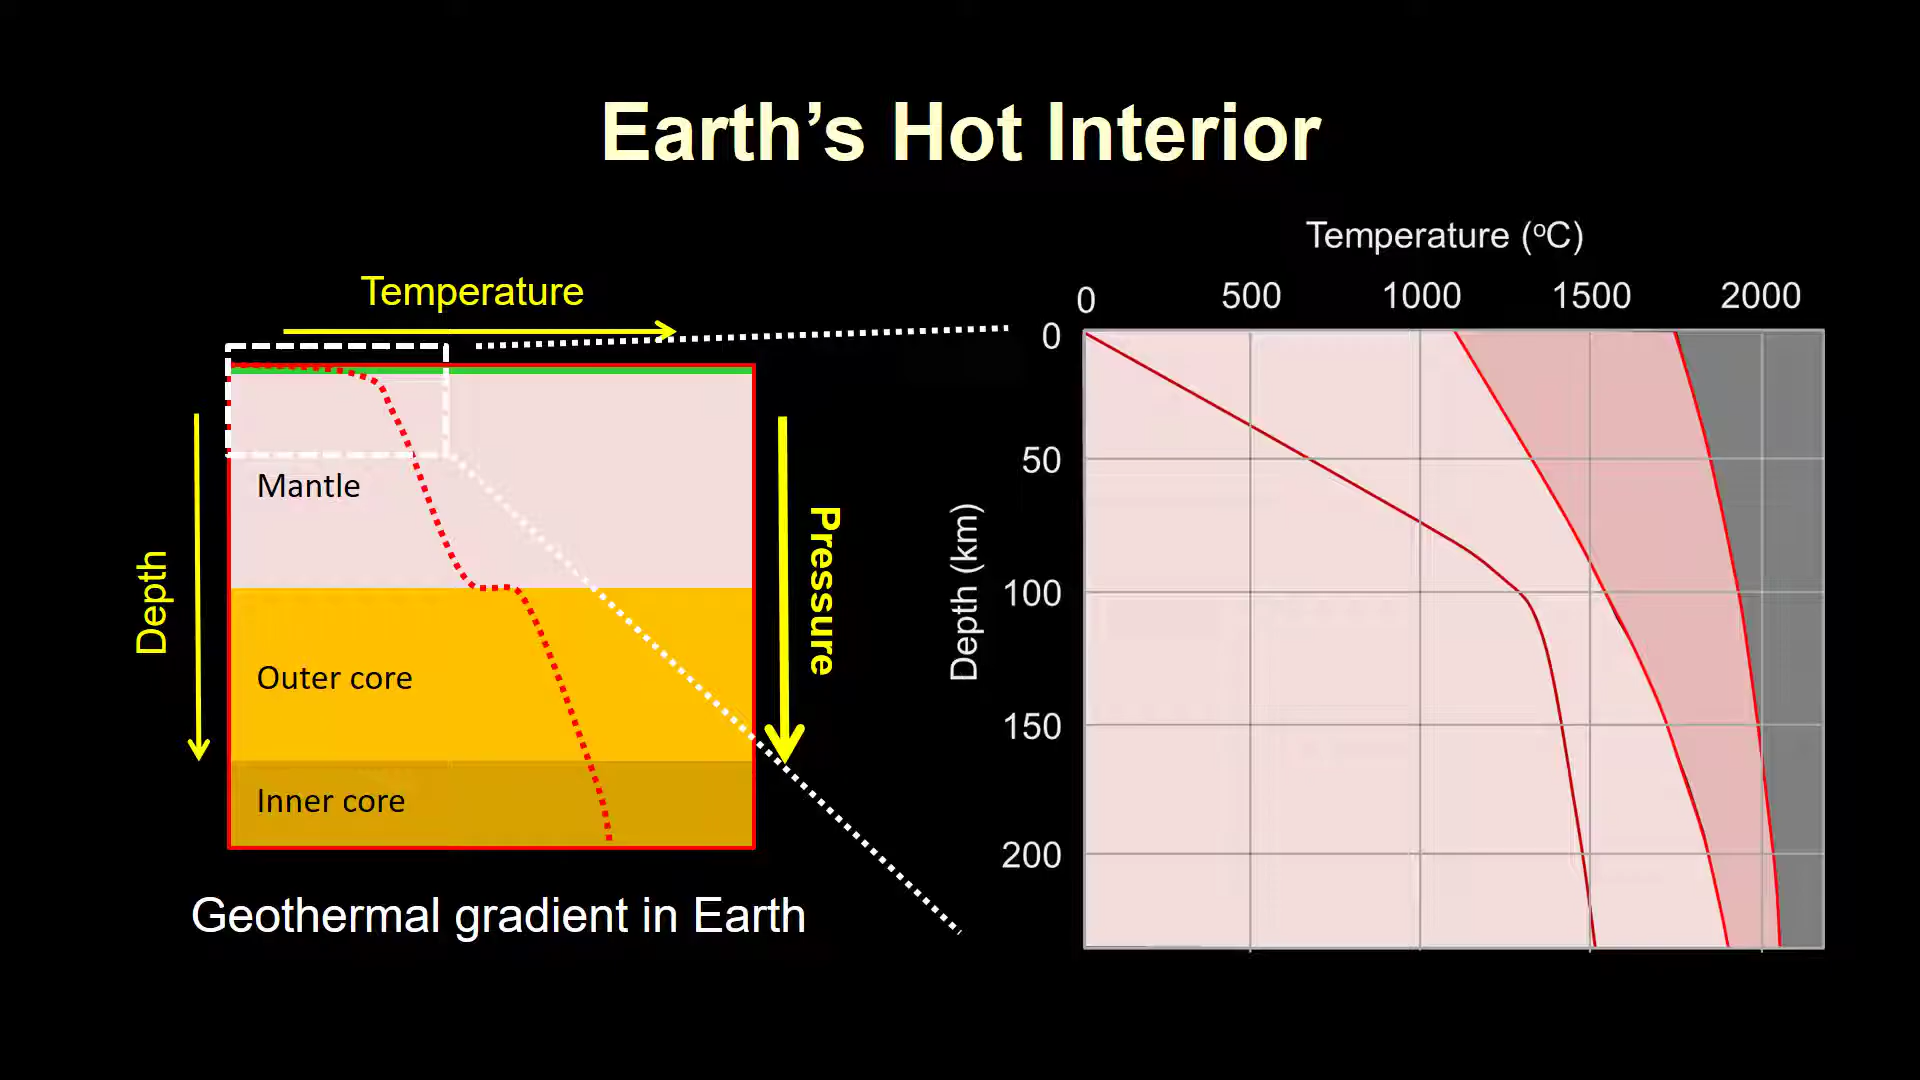 Earth’s Hot Interior
Temperature
Depth
Mantle
Outer core
Inner core
Pressure
Geothermal gradient in Earth
Temperature (ºC)
0 500 1000 1500 2000
Depth (km)
0
50
100
150
200